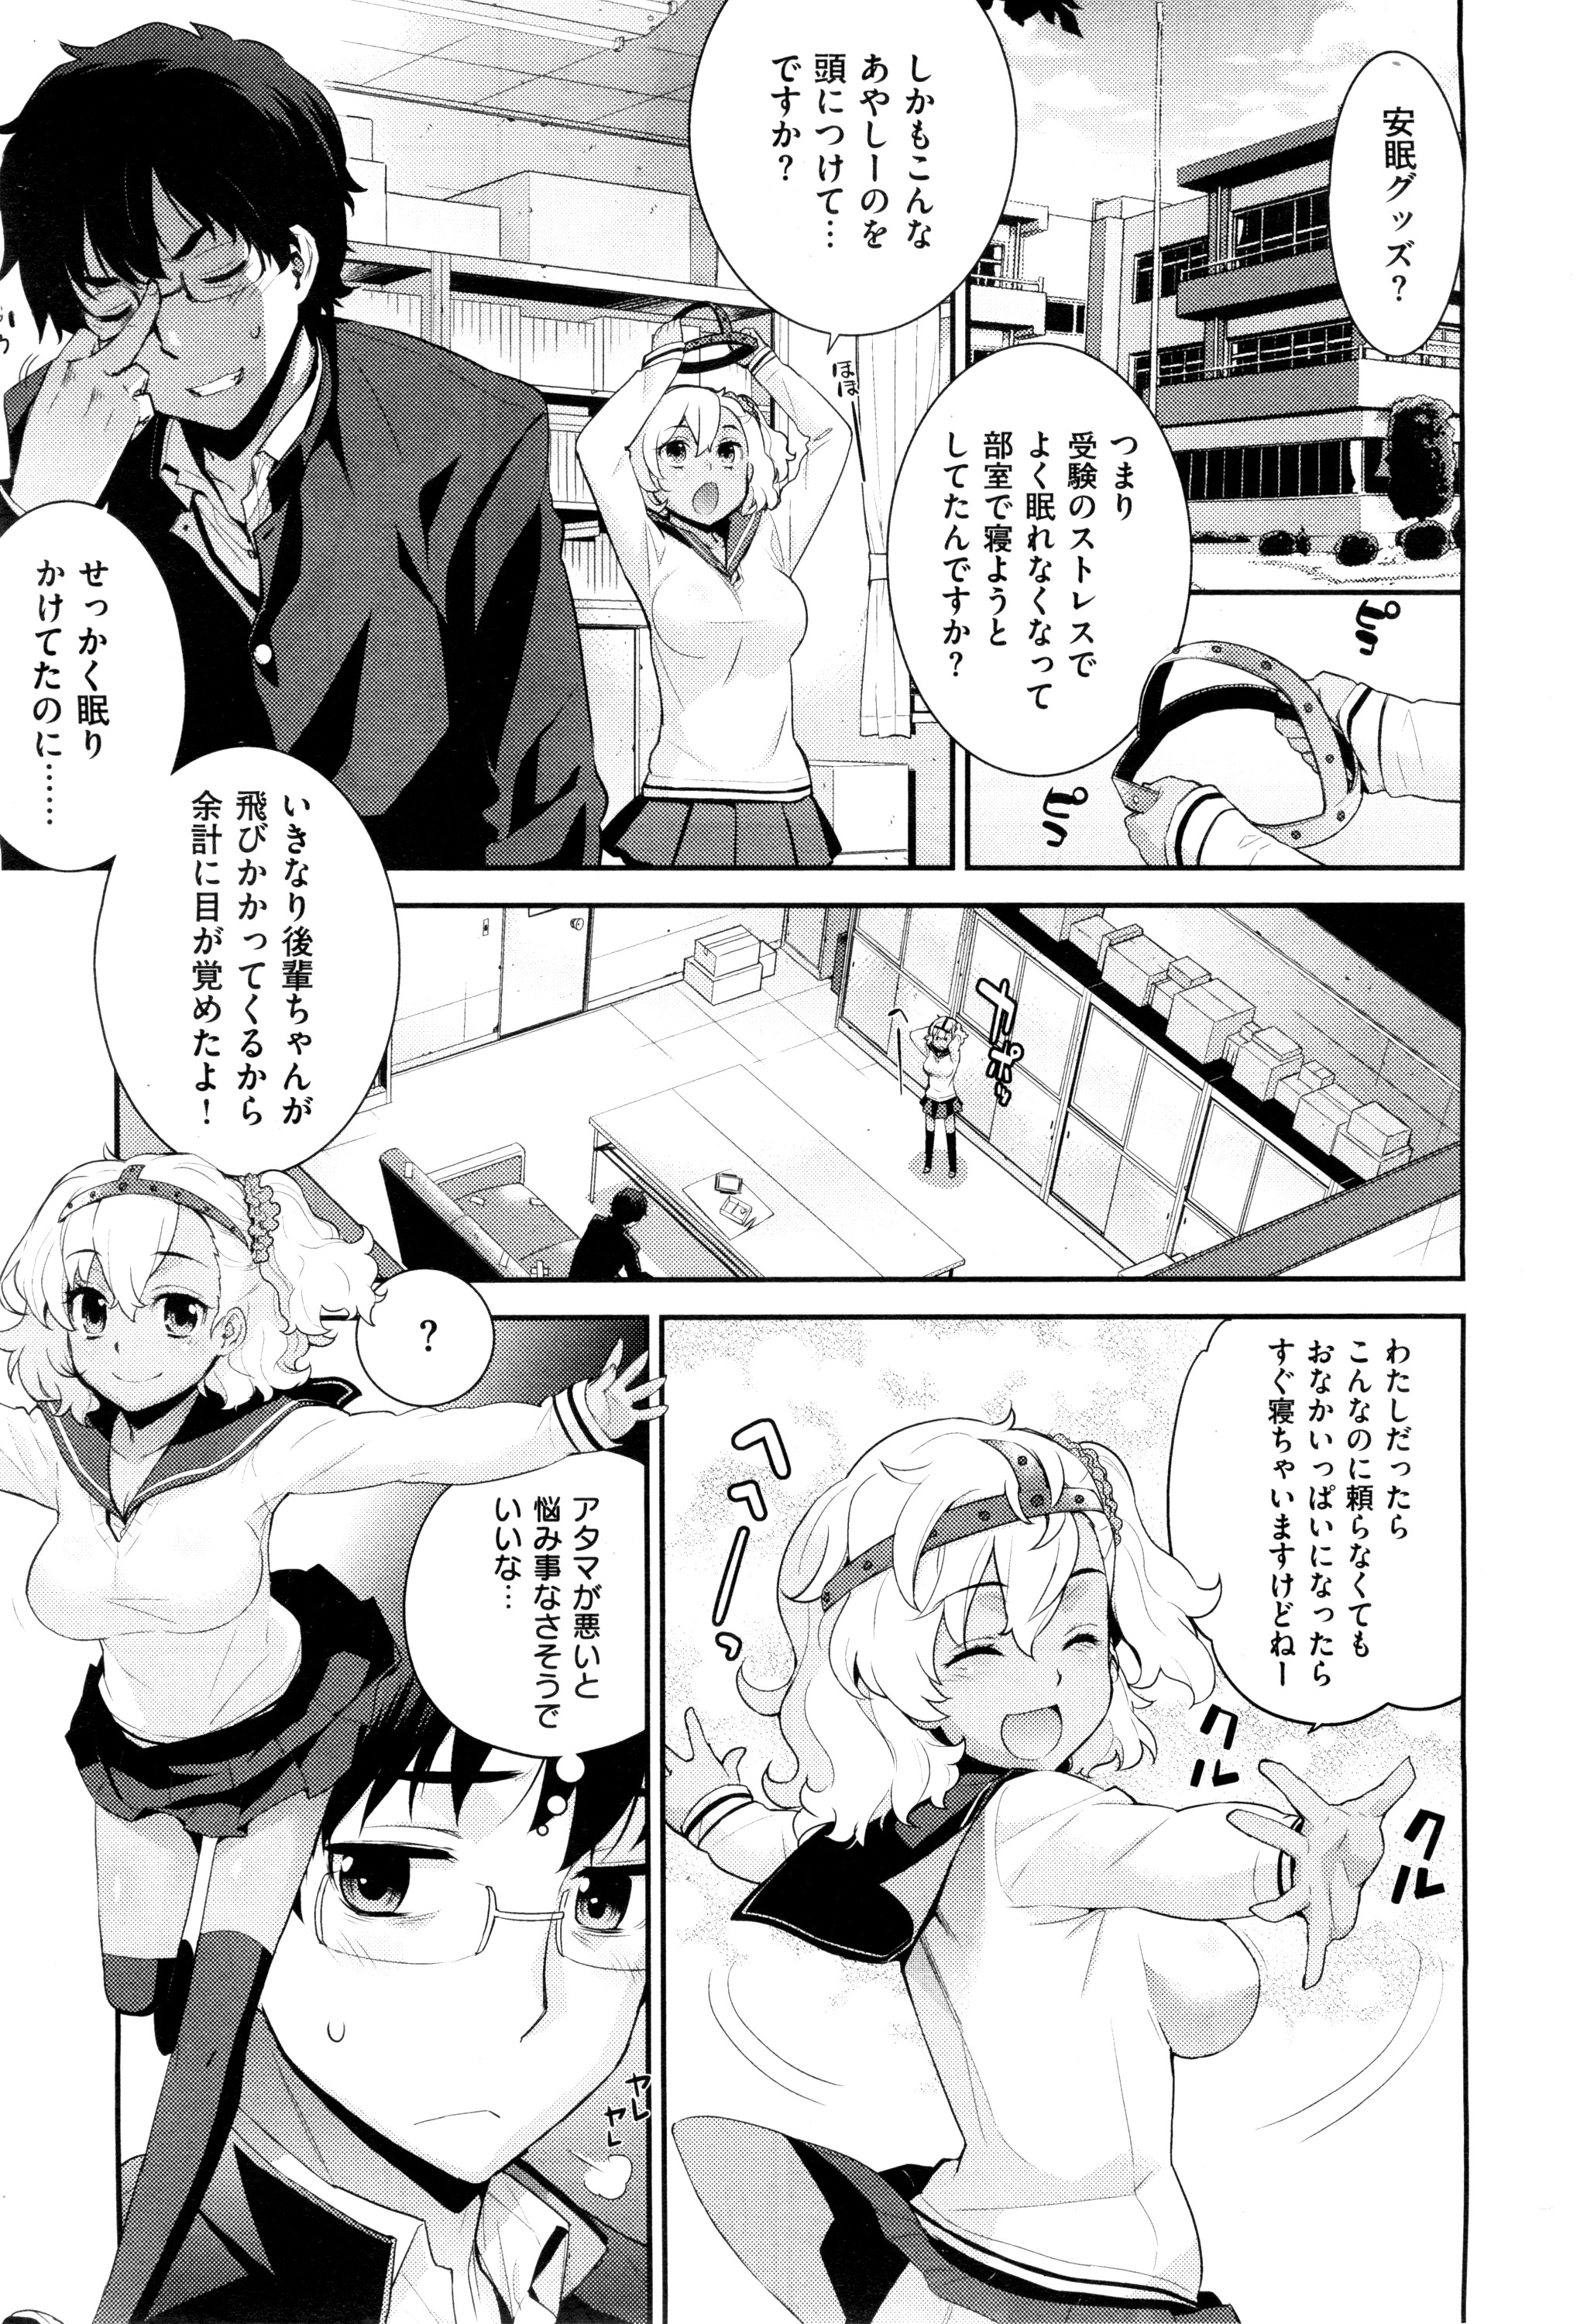 安眠グッズ？
つまり
受験のストレスで
よく眠れなくなって
部室で寝ようと
してたんですか？
ピコ
ピコ
しかもこんな
あやしーのを
頭につけて…
ですか？
ほほー
せっかく眠り
かけてたのに……
いきなり後輩ちゃんが
飛びかかってくるから
余計に目が覚めたよ！
へー
わたしだったら
こんなのに頼らなくても
おなかいっぱいになったら
すぐ寝ちゃいますけどねー
クル
クル
へへーっ
？
アタマが悪いと
悩み事なさそうで
いいな…
ヤレ
ヤレ